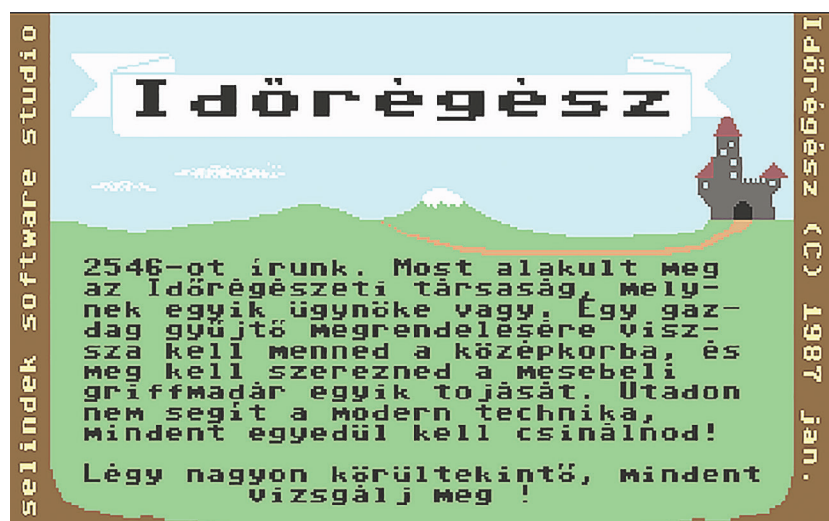 Időrégész
2546-ot írunk. Most alakult meg
az Időrégészeti társaság, mely-
nek egyik ügynöke vagy. Egy gaz-
dag gyűjtő megrendelésére visz-
sza kell menned a középkorba, és
meg kell szerezned a mesebeli
griffmadár egyik tojását. Utadon
nem segít a modern technika,
mindent egyedül kell csinálnod!
Légy nagyon körültekintő, mindent
vizsgálj meg !
selindek software studio
Időrégész (C) 1987 jan.